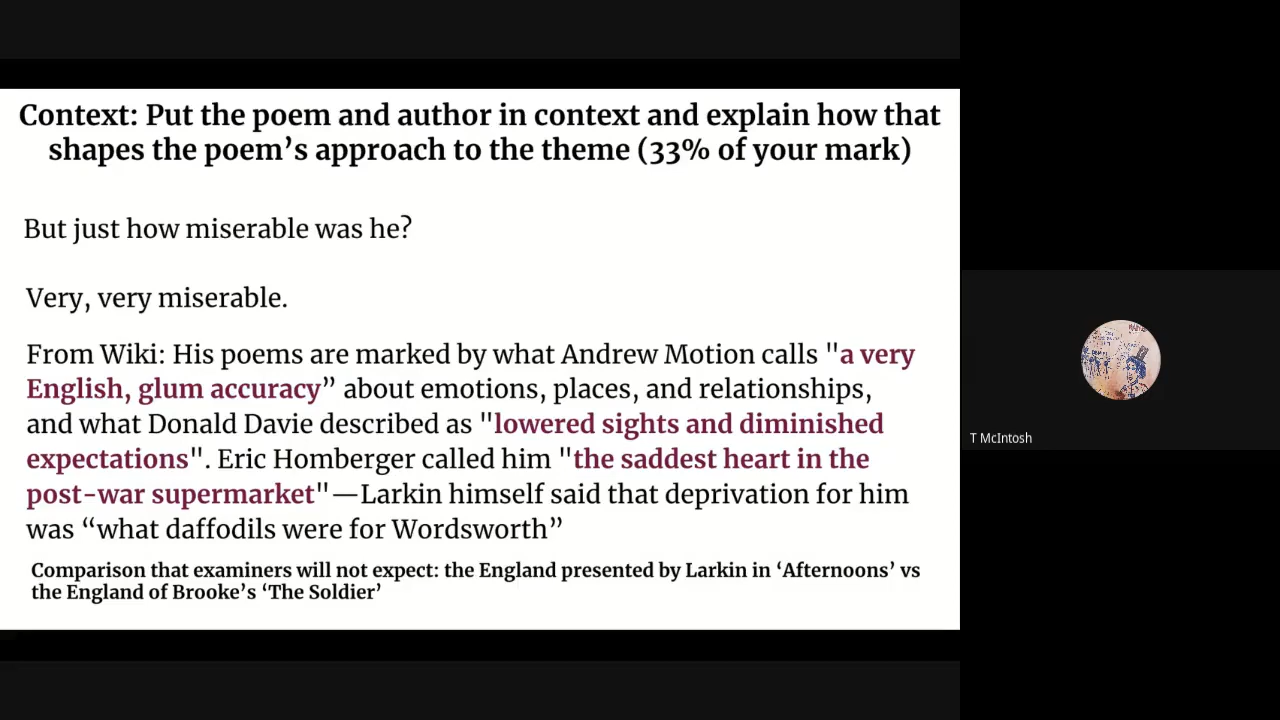 Context: Put the poem and author in context and explain how that
shapes the poem’s approach to the theme (33% of your mark)
But just how miserable was he?
Very, very miserable.
From Wiki: His poems are marked by what Andrew Motion calls "a very
English, glum accuracy” about emotions, places, and relationships,
and what Donald Davie described as "lowered sights and diminished
expectations". Eric Homberger called him "the saddest heart in the
post-war supermarket"—Larkin himself said that deprivation for him
was “what daffodils were for Wordsworth”
Comparison that examiners will not expect: the England presented by Larkin in ‘Afternoons’ vs
the England of Brooke’s ‘The Soldier’
T McIntosh